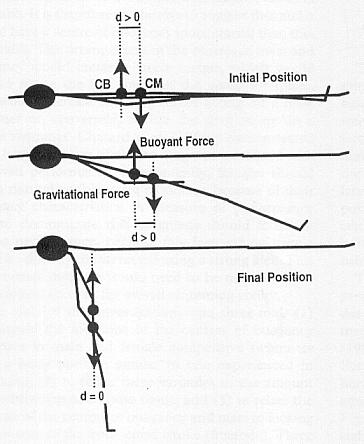 d > 0
CB
CM
Initial Position
Buoyant Force
Gravitational Force
d > 0
Final Position
d = 0